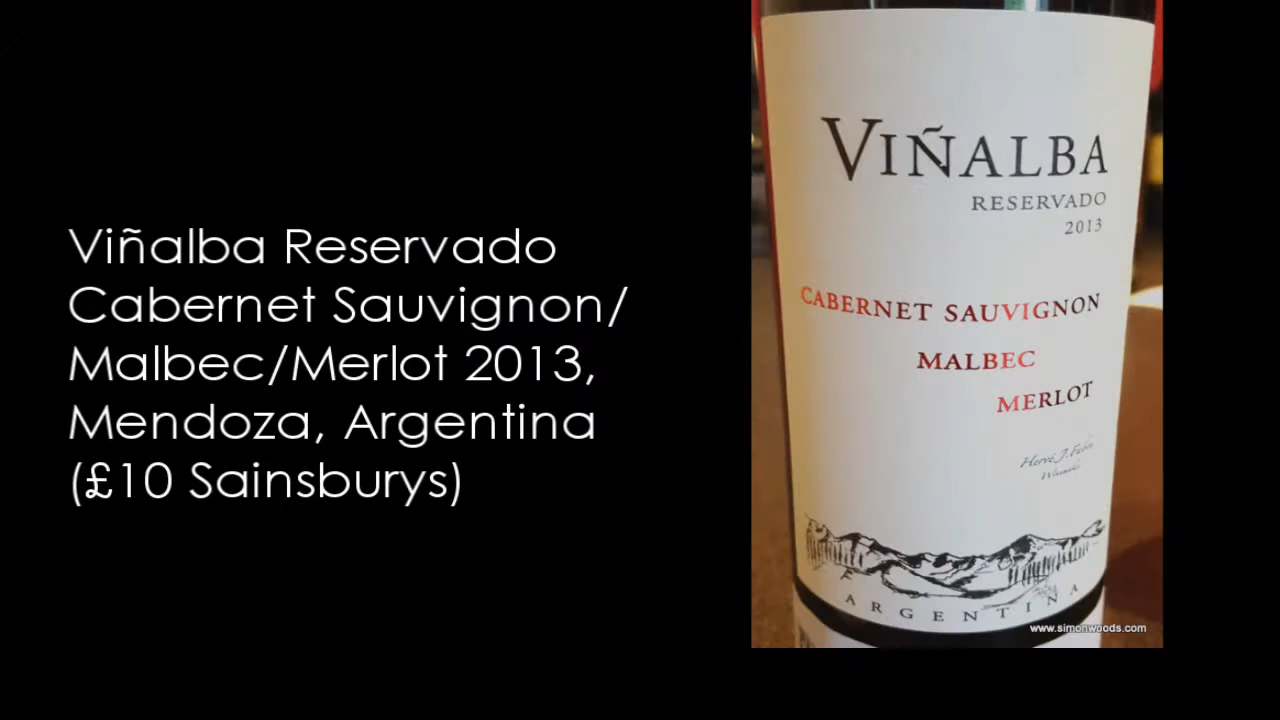 Viñalba Reservado
Cabernet Sauvignon/
Malbec/Merlot 2013,
Mendoza, Argentina
(£10 Sainsburys)
VIÑALBA
RESERVADO
2013
CABERNET SAUVIGNON
MALBEC
MERLOT
Hervé J.
ARGENTINA
www.simonwoods.com